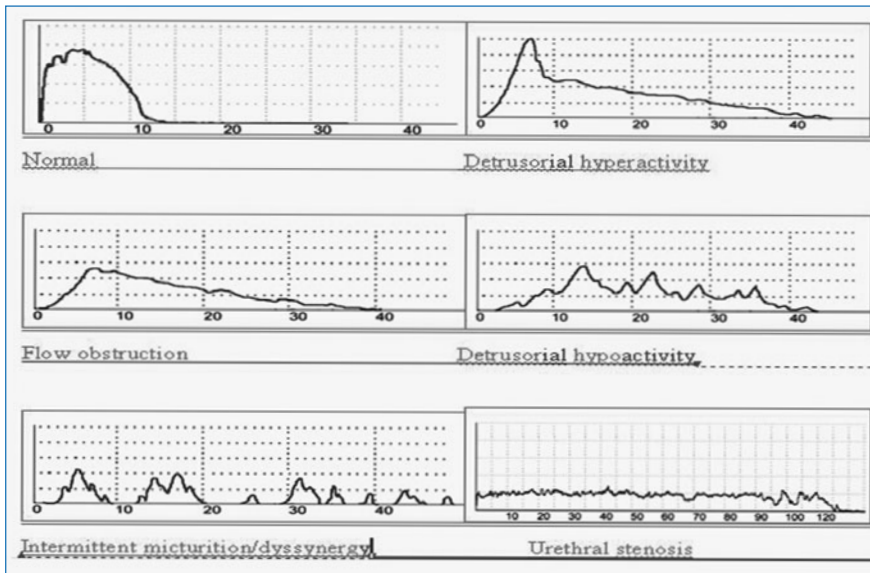 0 10 20 30 40
0 10 20 30 40
Normal
Detrusorial hyperactivity
0 10 20 30 40
0 10 20 30 40
Flow obstruction
Detrusorial hypoactivity
0 10 20 30 40
10 20 30 40 50 60 70 80 90 100 120
Intermittent micturition/dyssynergy
Urethral stenosis